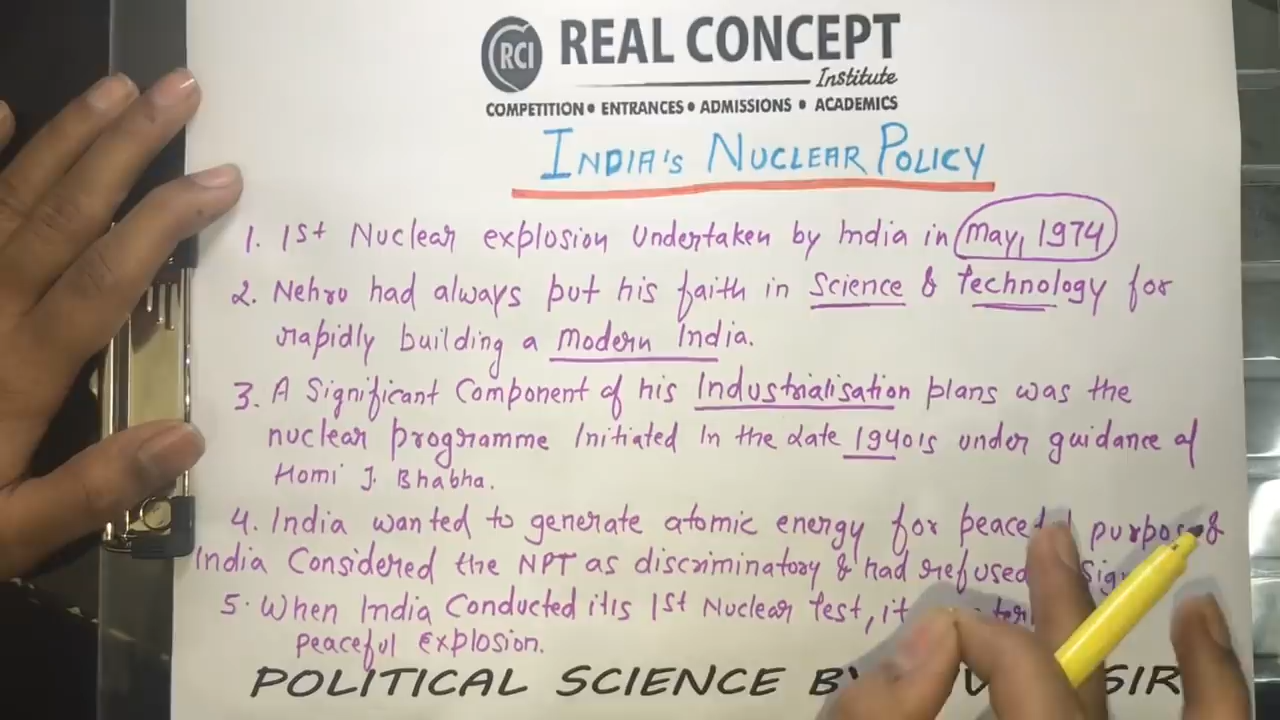 RCI REAL CONCEPT
Institute
COMPETITION • ENTRANCES • ADMISSIONS • ACADEMICS
INDIA'S NUCLEAR POLICY
1. 1st Nuclear explosion Undertaken by India in May, 1974
2. Nehru had always put his faith in Science & Technology for
rapidly building a modern India.
3. A Significant Component of his Industrialisation plans was the
nuclear programme Initiated In the Late 1940's under guidance of
Homi J. Bhabha.
4. India wanted to generate atomic energy for purpos &
India Considered the NPT as discriminatory & had refused
5. When India Conducted it's 1st Nuclear Test, it
peaceful explosion.
POLITICAL SCIENCE SIR